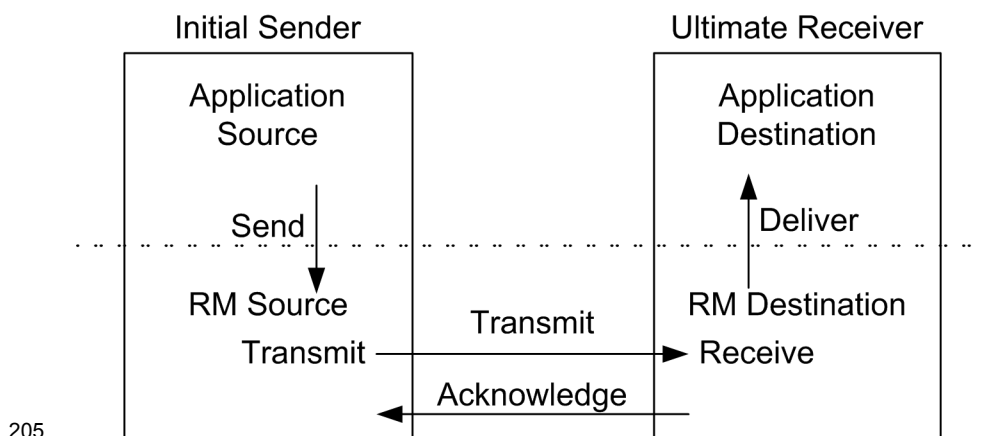 Initial Sender
Ultimate Receiver
Application
Source
Application
Destination
Send
Deliver
RM Source
RM Destination
Transmit
Transmit
Receive
Acknowledge
205